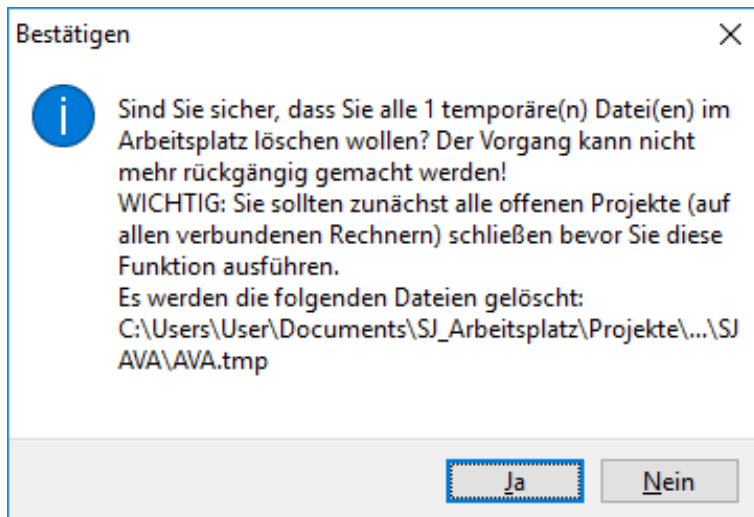 Bestätigen
Sind Sie sicher, dass Sie alle 1 temporäre(n) Datei(en) im
Arbeitsplatz löschen wollen? Der Vorgang kann nicht
mehr rückgängig gemacht werden!
WICHTIG: Sie sollten zunächst alle offenen Projekte (auf
allen verbundenen Rechnern) schließen bevor Sie diese
Funktion ausführen.
Es werden die folgenden Dateien gelöscht:
C:\Users\User\Documents\SJ_Arbeitsplatz\Projekte\...\SJ
AVA\AVA.tmp
Ja
Nein